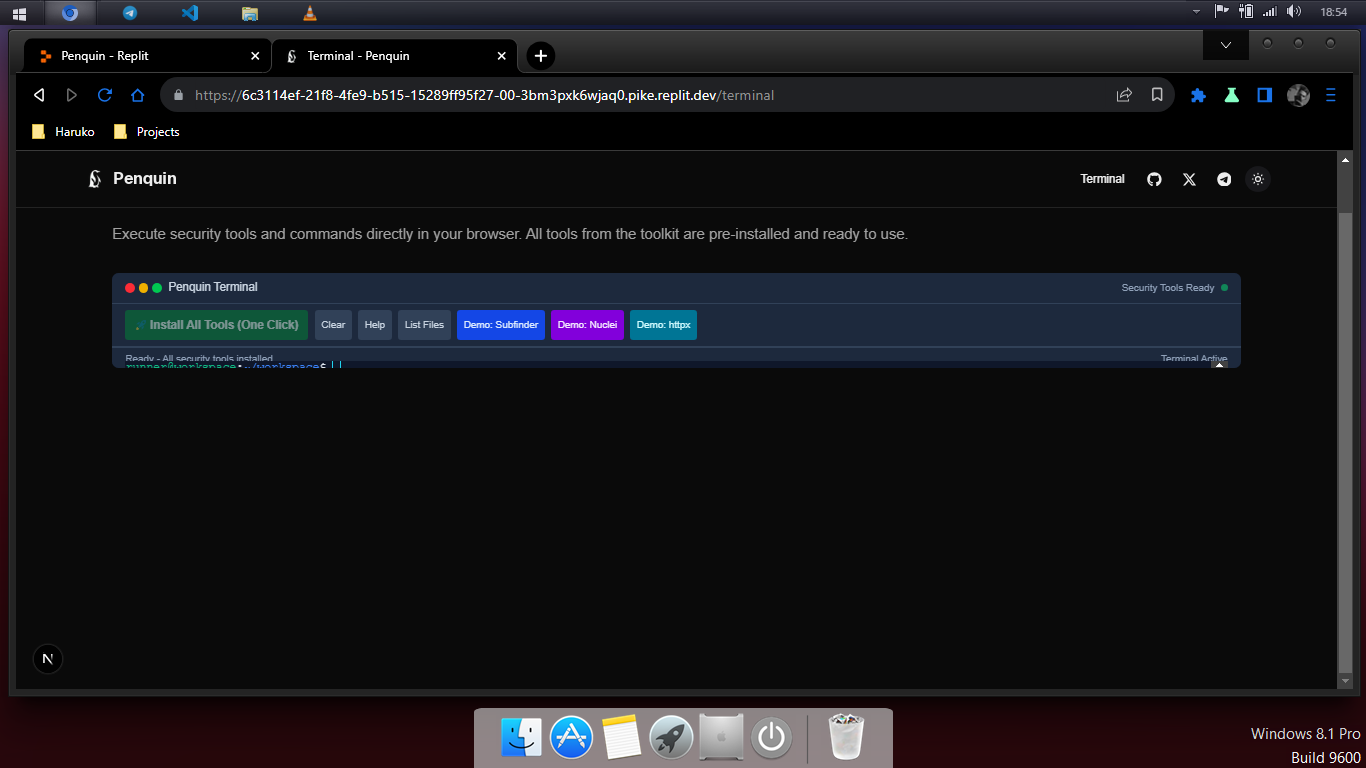 18:54
Penquin - Replit
Terminal - Penquin
https://6c3114ef-21f8-4fe9-b515-15289ff95f27-00-3bm3pxk6wjaq0.pike.replit.dev/terminal
Haruko Projects
Penquin
Terminal
Execute security tools and commands directly in your browser. All tools from the toolkit are pre-installed and ready to use.
Penquin Terminal
Security Tools Ready
Install All Tools (One Click) Clear Help List Files Demo: Subfinder Demo: Nuclei Demo: httpx
Ready - All security tools installed
Terminal Active
runner@workspace:~/workspace$
N
Windows 8.1 Pro
Build 9600